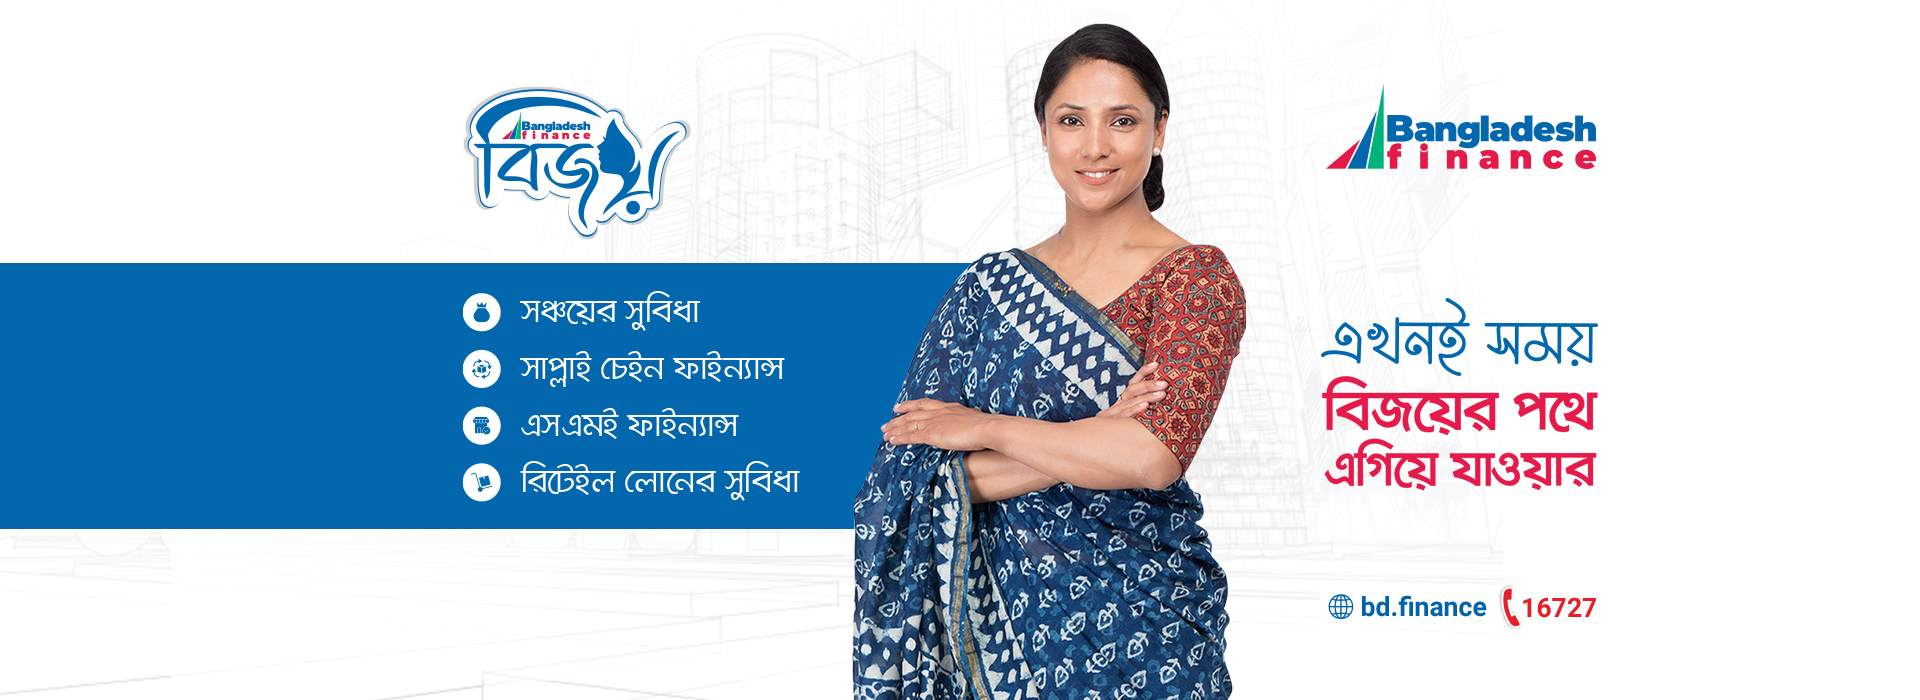 Bangladesh
finance
বিজয়
সঞ্চয়ের সুবিধা
সাপ্লাই চেইন ফাইন্যান্স
এসএমই ফাইন্যান্স
রিটেইল লোনের সুবিধা
Bangladesh
finance
এখনই সময়
বিজয়ের পথে
এগিয়ে যাওয়ার
bd.finance 16727